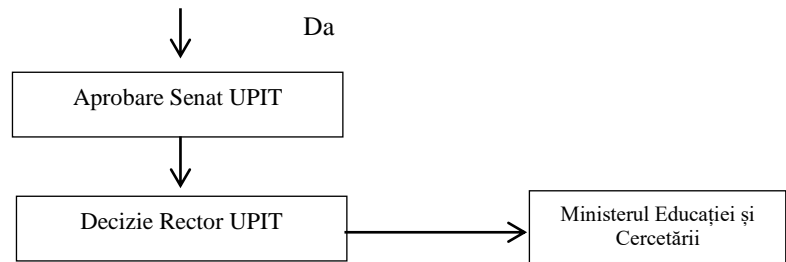 Da
Aprobare Senat UPIT
Decizie Rector UPIT
Ministerul Educației și
Cercetării